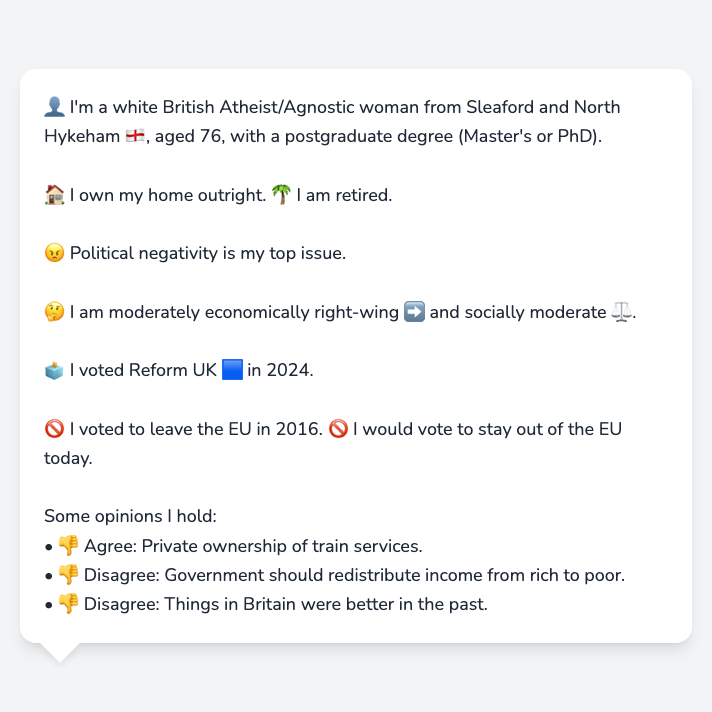 👤 I'm a white British Atheist/Agnostic woman from Sleaford and North
Hykeham 🏴󠁧󠁢󠁥󠁮󠁧󠁿, aged 76, with a postgraduate degree (Master's or PhD).
🏠 I own my home outright. 🌴 I am retired.
😠 Political negativity is my top issue.
🤔 I am moderately economically right-wing ➡️ and socially moderate ⚖️.
🗳️ I voted Reform UK 🟦 in 2024.
🚫 I voted to leave the EU in 2016. 🚫 I would vote to stay out of the EU
today.
Some opinions I hold:
• 👎 Agree: Private ownership of train services.
• 👎 Disagree: Government should redistribute income from rich to poor.
• 👎 Disagree: Things in Britain were better in the past.